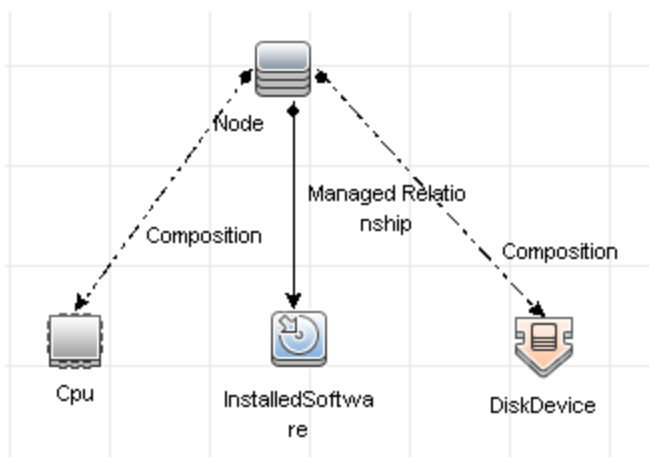 Node
Managed Relatio
nship
Composition
Composition
Cpu
InstalledSoftwa
re
DiskDevice